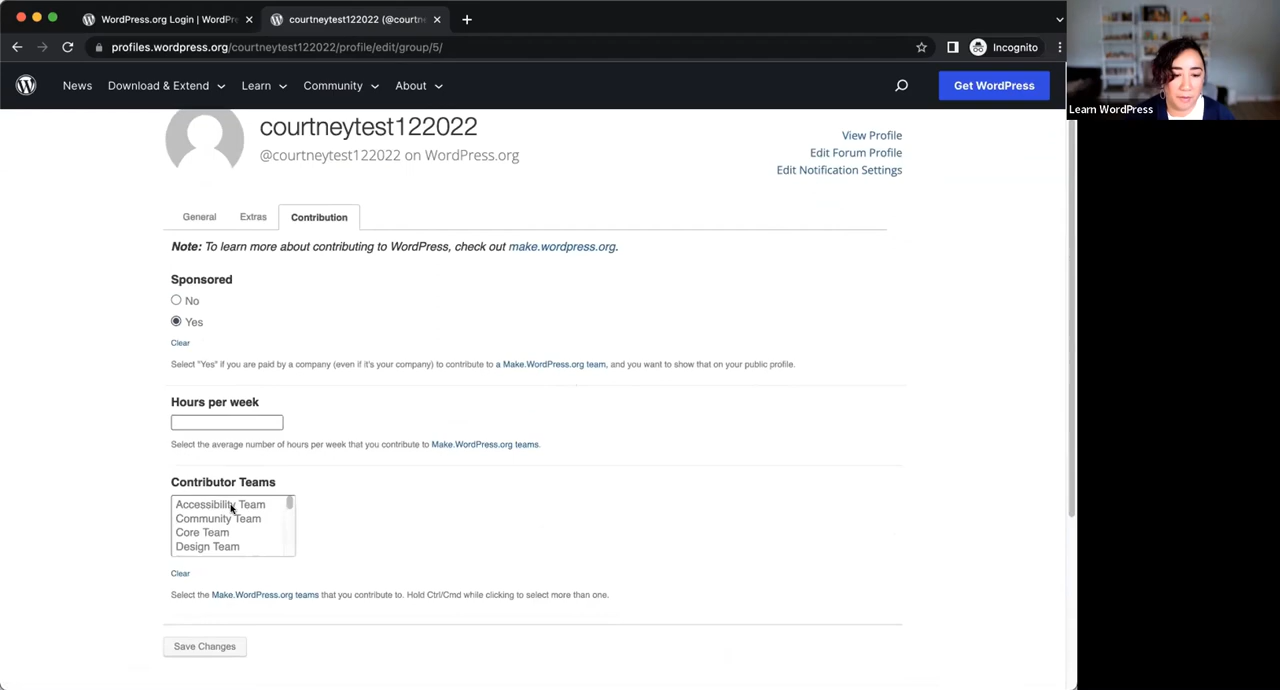 WordPress.org Login | WordPr
courtneytest122022 (@courtn
profiles.wordpress.org/courtneytest122022/profile/edit/group/5/
Incognito
News
Download & Extend
Learn
Community
About
Get WordPress
Learn WordPress
courtneytest122022
@courtneytest122022 on WordPress.org
View Profile
Edit Forum Profile
Edit Notification Settings
General
Extras
Contribution
Note: To learn more about contributing to WordPress, check out make.wordpress.org.
Sponsored
No
Yes
Clear
Select "Yes" if you are paid by a company (even if it's your company) to contribute to a Make.WordPress.org team, and you want to show that on your public profile.
Hours per week
Select the average number of hours per week that you contribute to Make.WordPress.org teams.
Contributor Teams
Accessibility Team
Community Team
Core Team
Design Team
Clear
Select the Make.WordPress.org teams that you contribute to. Hold Ctrl/Cmd while clicking to select more than one.
Save Changes